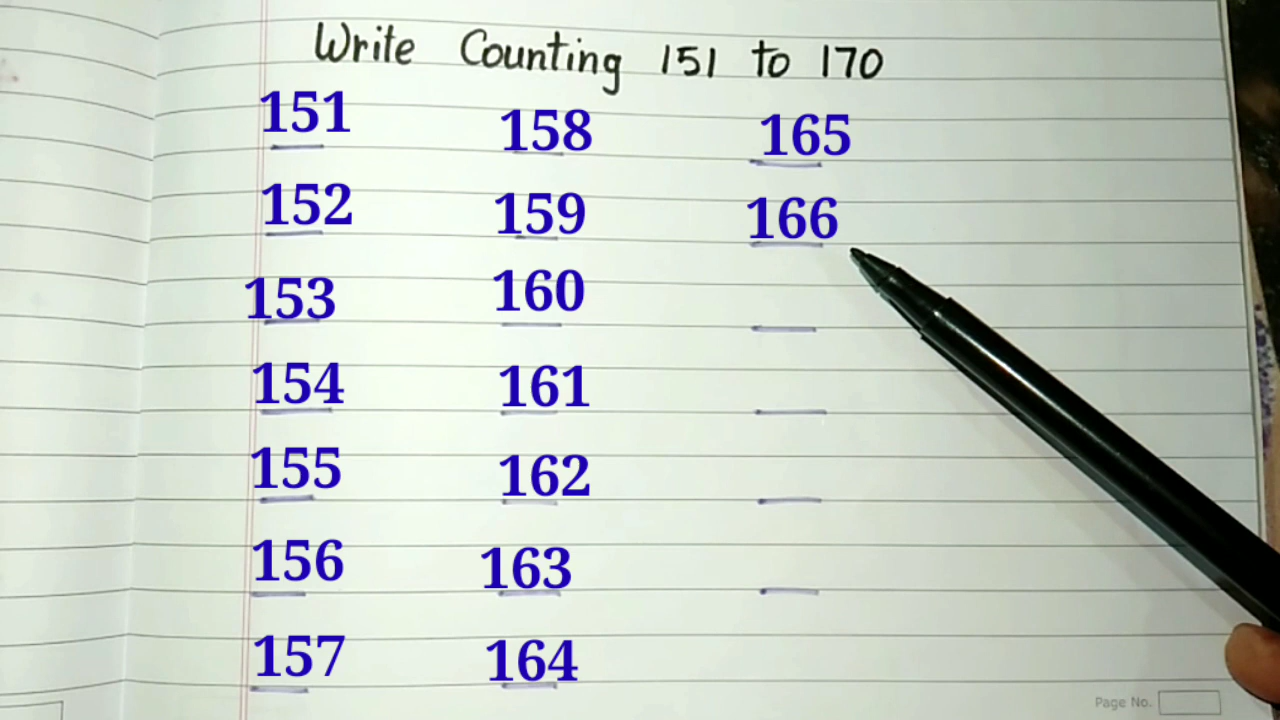 Write Counting 151 to 170
151 158 165
152 159 166
153 160
154 161
155 162
156 163
157 164
Page No.